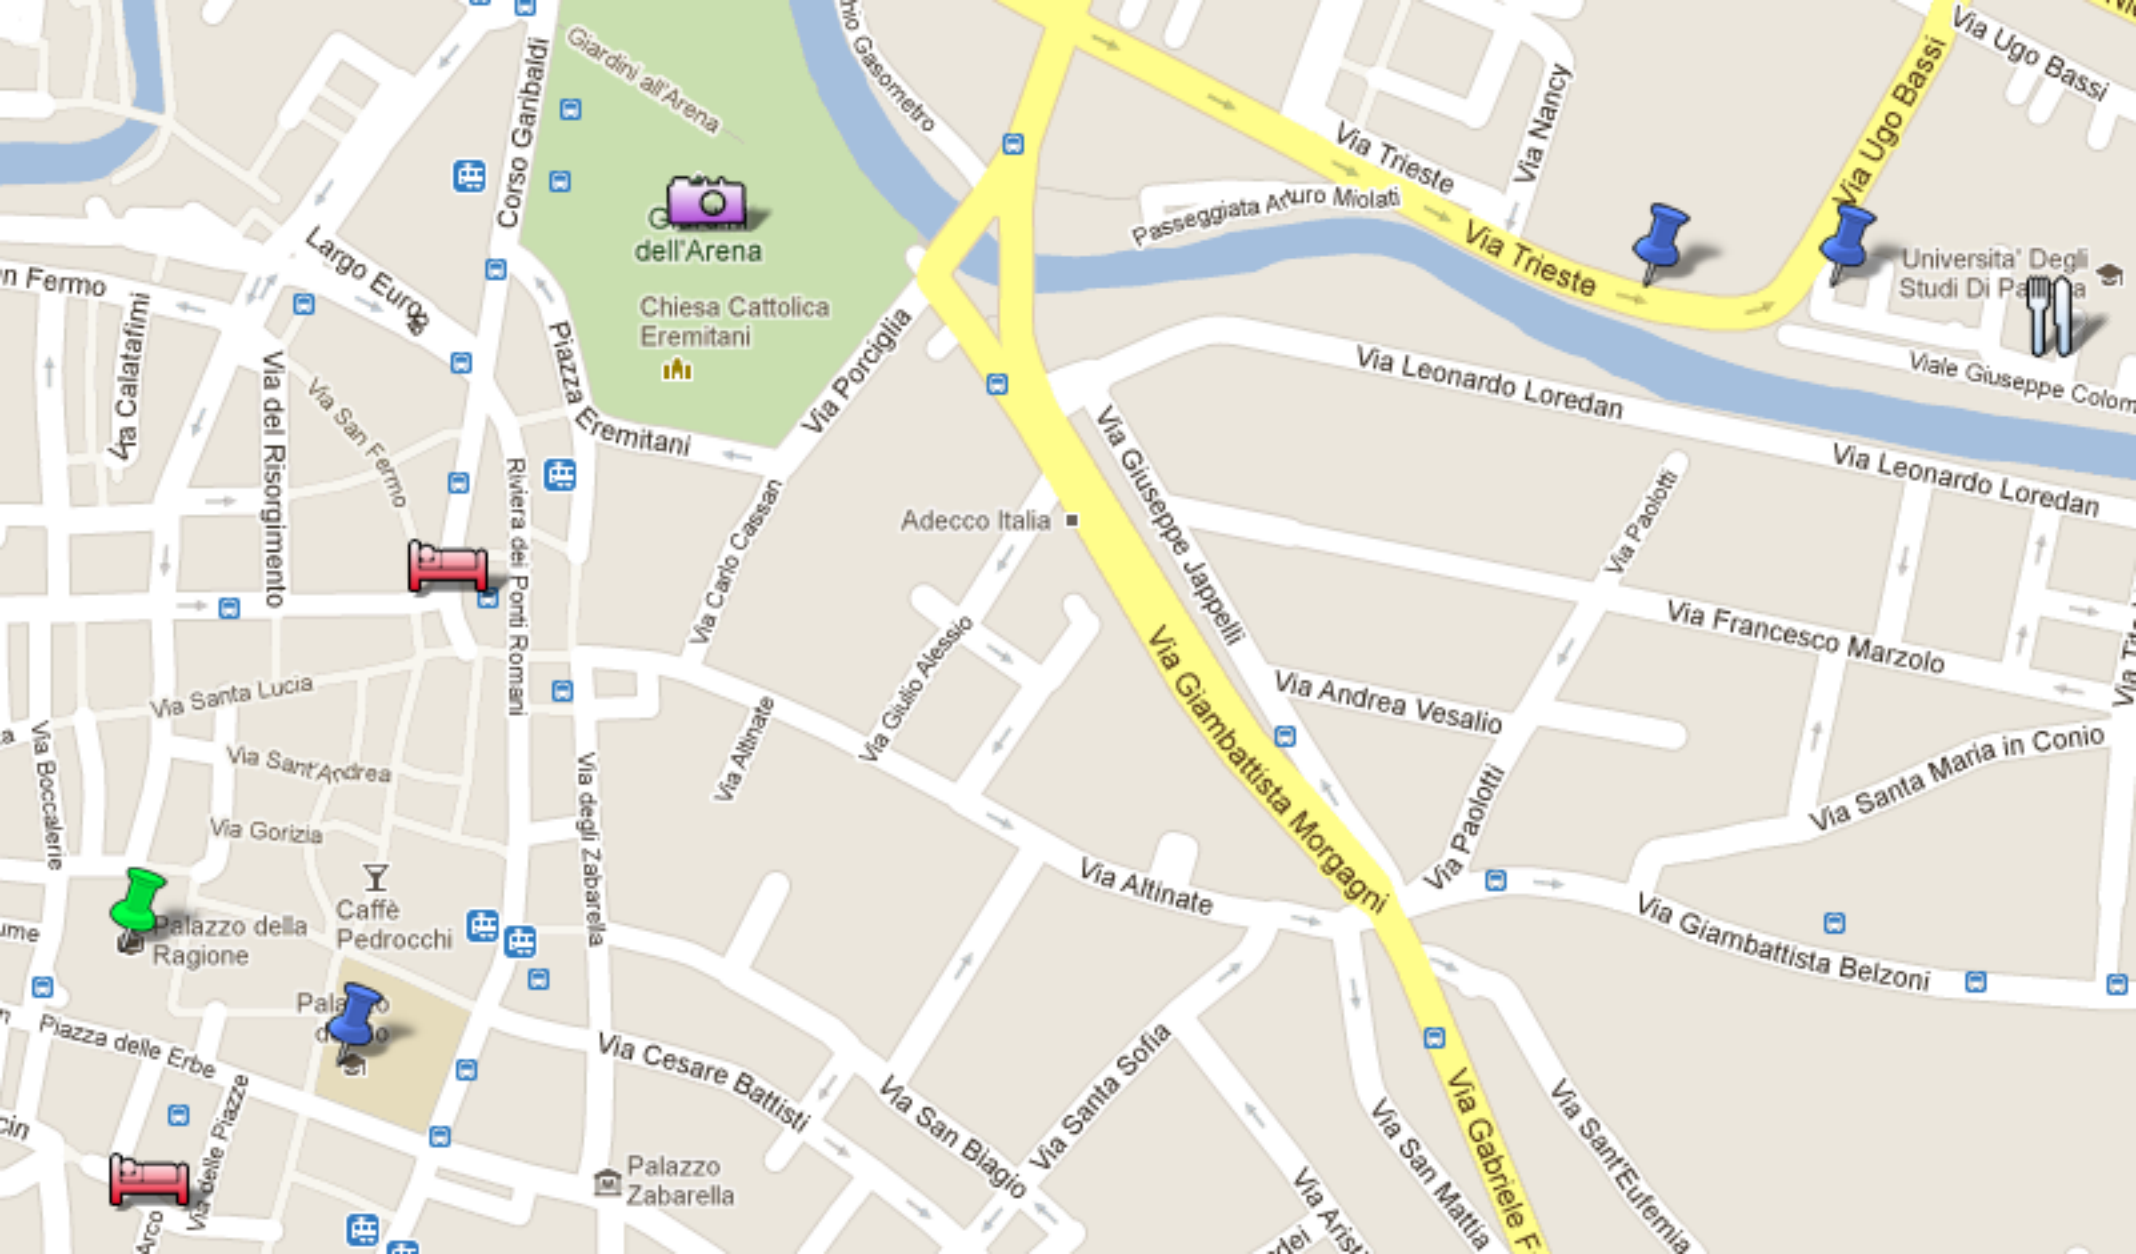 Giardini all'Arena
Corso Garibaldi
Via Ugo Bassi
Via Ugo Bassi
Via Nancy
Via Trieste
Passeggiata Arturo Miolati
Via Trieste
Largo Europa
dell'Arena
Chiesa Cattolica
Eremitani
Universita' Degli
Studi Di
Fermo
Via Calatafimi
Via del Risorgimento
Via San Fermo
Piazza Eremitani
Via Porciglia
Via Leonardo Loredan
Viale Giuseppe
Via Leonardo Loredan
Riviera dei Ponti Romani
Via Carlo Cassan
Adecco Italia
Via Giuseppe Jappelli
Via Paolotti
Via Francesco Marzolo
Via Santa Lucia
Via Giulio Alessio
Via Altinate
Via Andrea Vesalio
Via Giambattista Morgagni
Via Boccalerie
Via Sant'Andrea
Via degli Zabarella
Via Santa Maria in Conio
Via Gorizia
Via Paolotti
Via Altinate
Caffè
Pedrocchi
Palazzo della
Ragione
Via Giambattista Belzoni
Piazza delle Erbe
Via Cesare Battisti
Via delle Piazze
Via San Biagio
Via Santa Sofia
Palazzo
Zabarella
Via San Mattia
Via Gabriele F
Via Sant'Eufemia
Arco